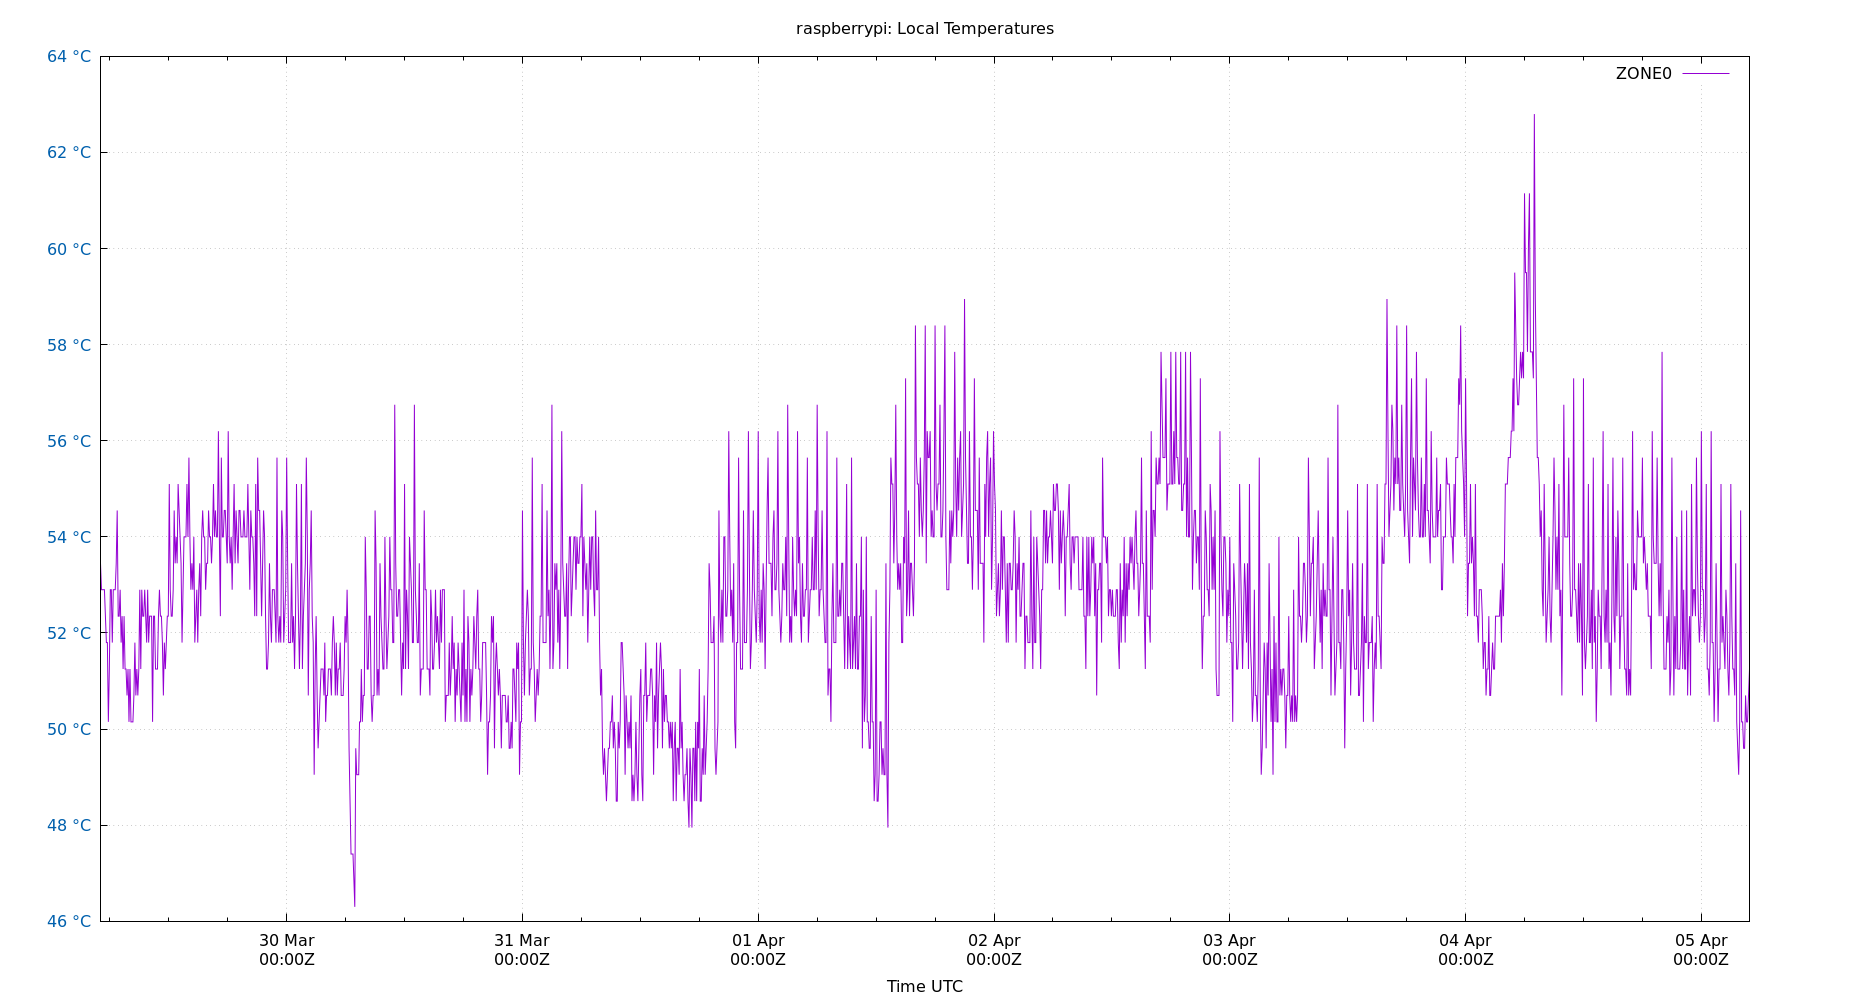 raspberrypi: Local Temperatures
ZONE0
64 °C
62 °C
60 °C
58 °C
56 °C
54 °C
52 °C
50 °C
48 °C
46 °C
30 Mar
00:00Z
31 Mar
00:00Z
01 Apr
00:00Z
02 Apr
00:00Z
03 Apr
00:00Z
04 Apr
00:00Z
05 Apr
00:00Z
Time UTC